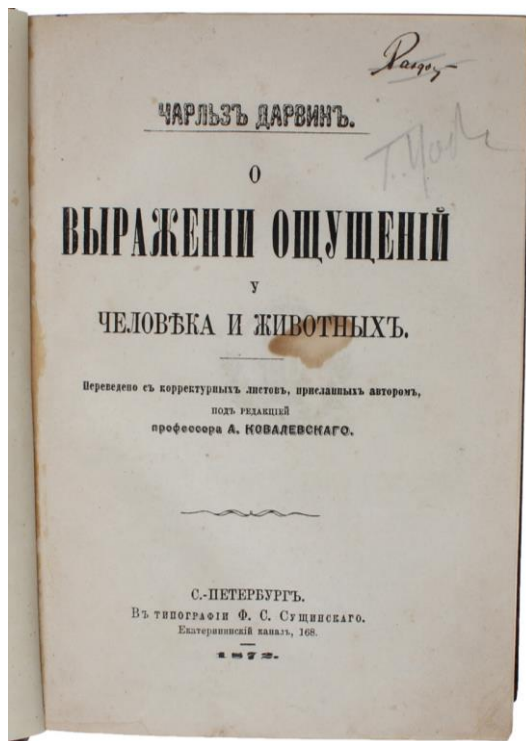 ЧАРЛЬЗЪ ДАРВИНЪ.
О
ВЫРАЖЕНІИ ОЩУЩЕНІЙ
У
ЧЕЛОВѢКА И ЖИВОТНЫХЪ.
Переведено съ корректурныхъ листовъ, присланныхъ авторомъ,
ПОДЪ РЕДАКЦІЕЙ
профессора А. КОВАЛЕВСКАГО.
С.-ПЕТЕРБУРГЪ.
Въ типографіи Ф. С. Сущинскаго.
Екатерининскій каналъ, 168.
1872.